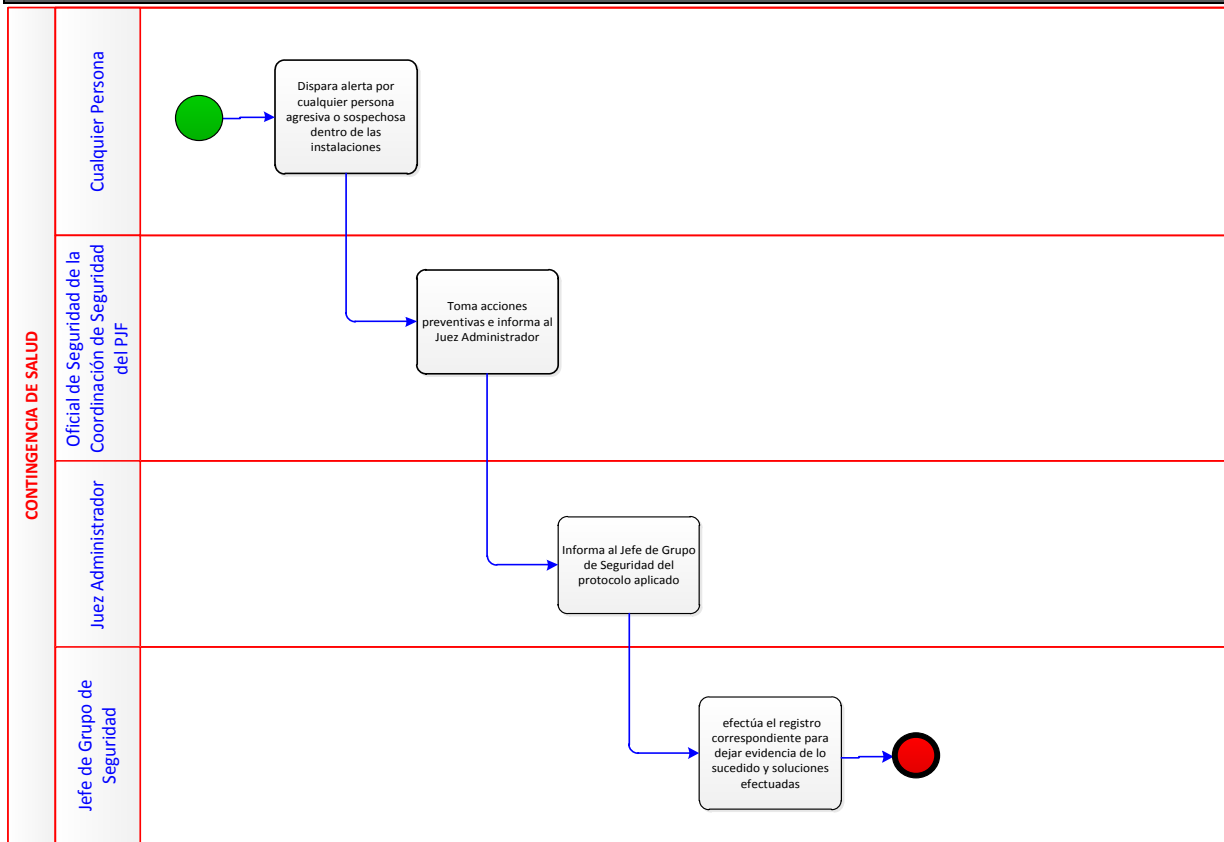 CONTINGENCIA DE SALUD
Cualquier Persona
Dispara alerta por
cualquier persona
agresiva o sospechosa
dentro de las
instalaciones
Oficial de Seguridad de la
Coordinación de Seguridad
del PJF
Toma acciones
preventivas e informa al
Juez Administrador
Juez Administrador
Informa al Jefe de Grupo
de Seguridad del
protocolo aplicado
Jefe de Grupo de
Seguridad
efectúa el registro
correspondiente para
dejar evidencia de lo
sucedido y soluciones
efectuadas